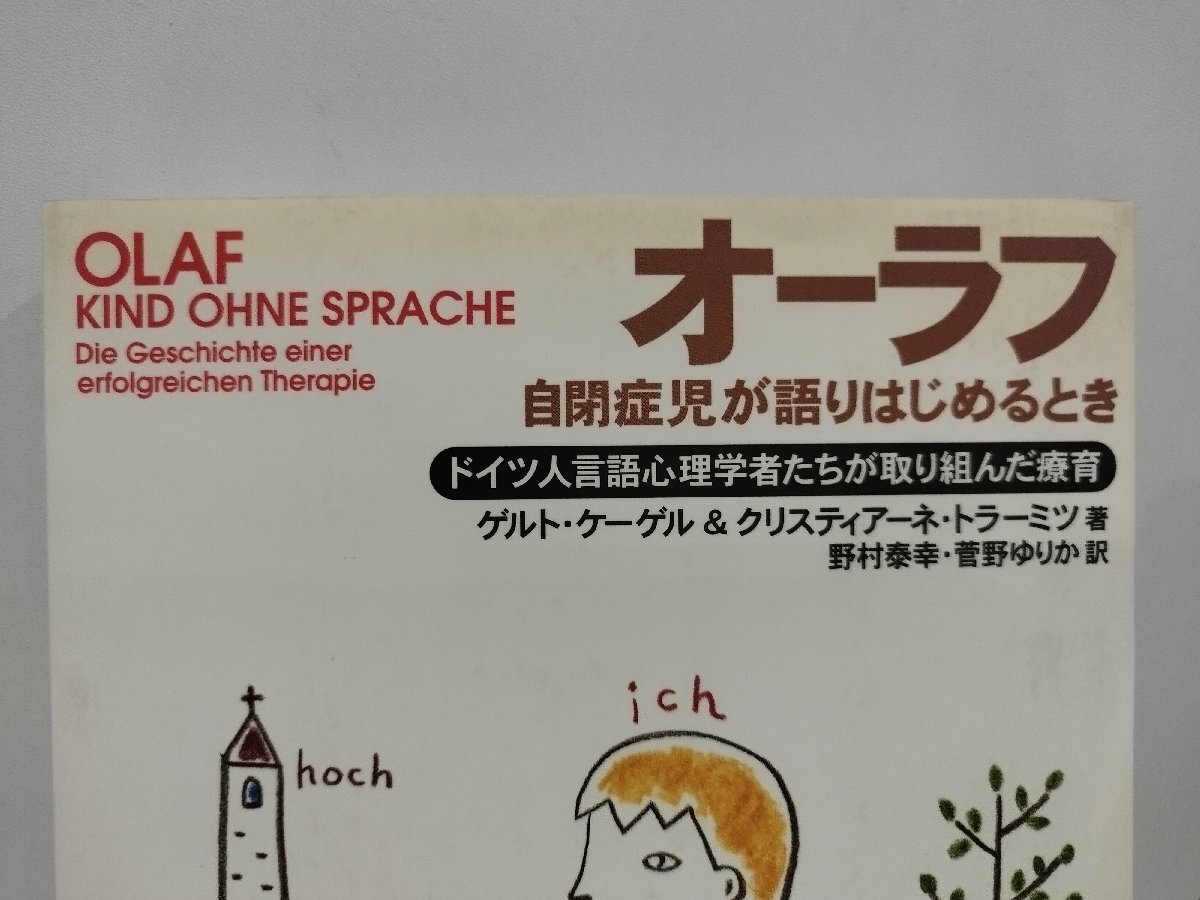 OLAF
KIND OHNE SPRACHE
Die Geschichte einer
erfolgreichen Therapie
オーラフ
自閉症児が語りはじめるとき
ドイツ人言語心理学者たちが取り組んだ療育
ゲルト・ケーゲル & クリスティアーネ・トラーミツ 著
野村泰幸・菅野ゆりか 訳
ich
hoch